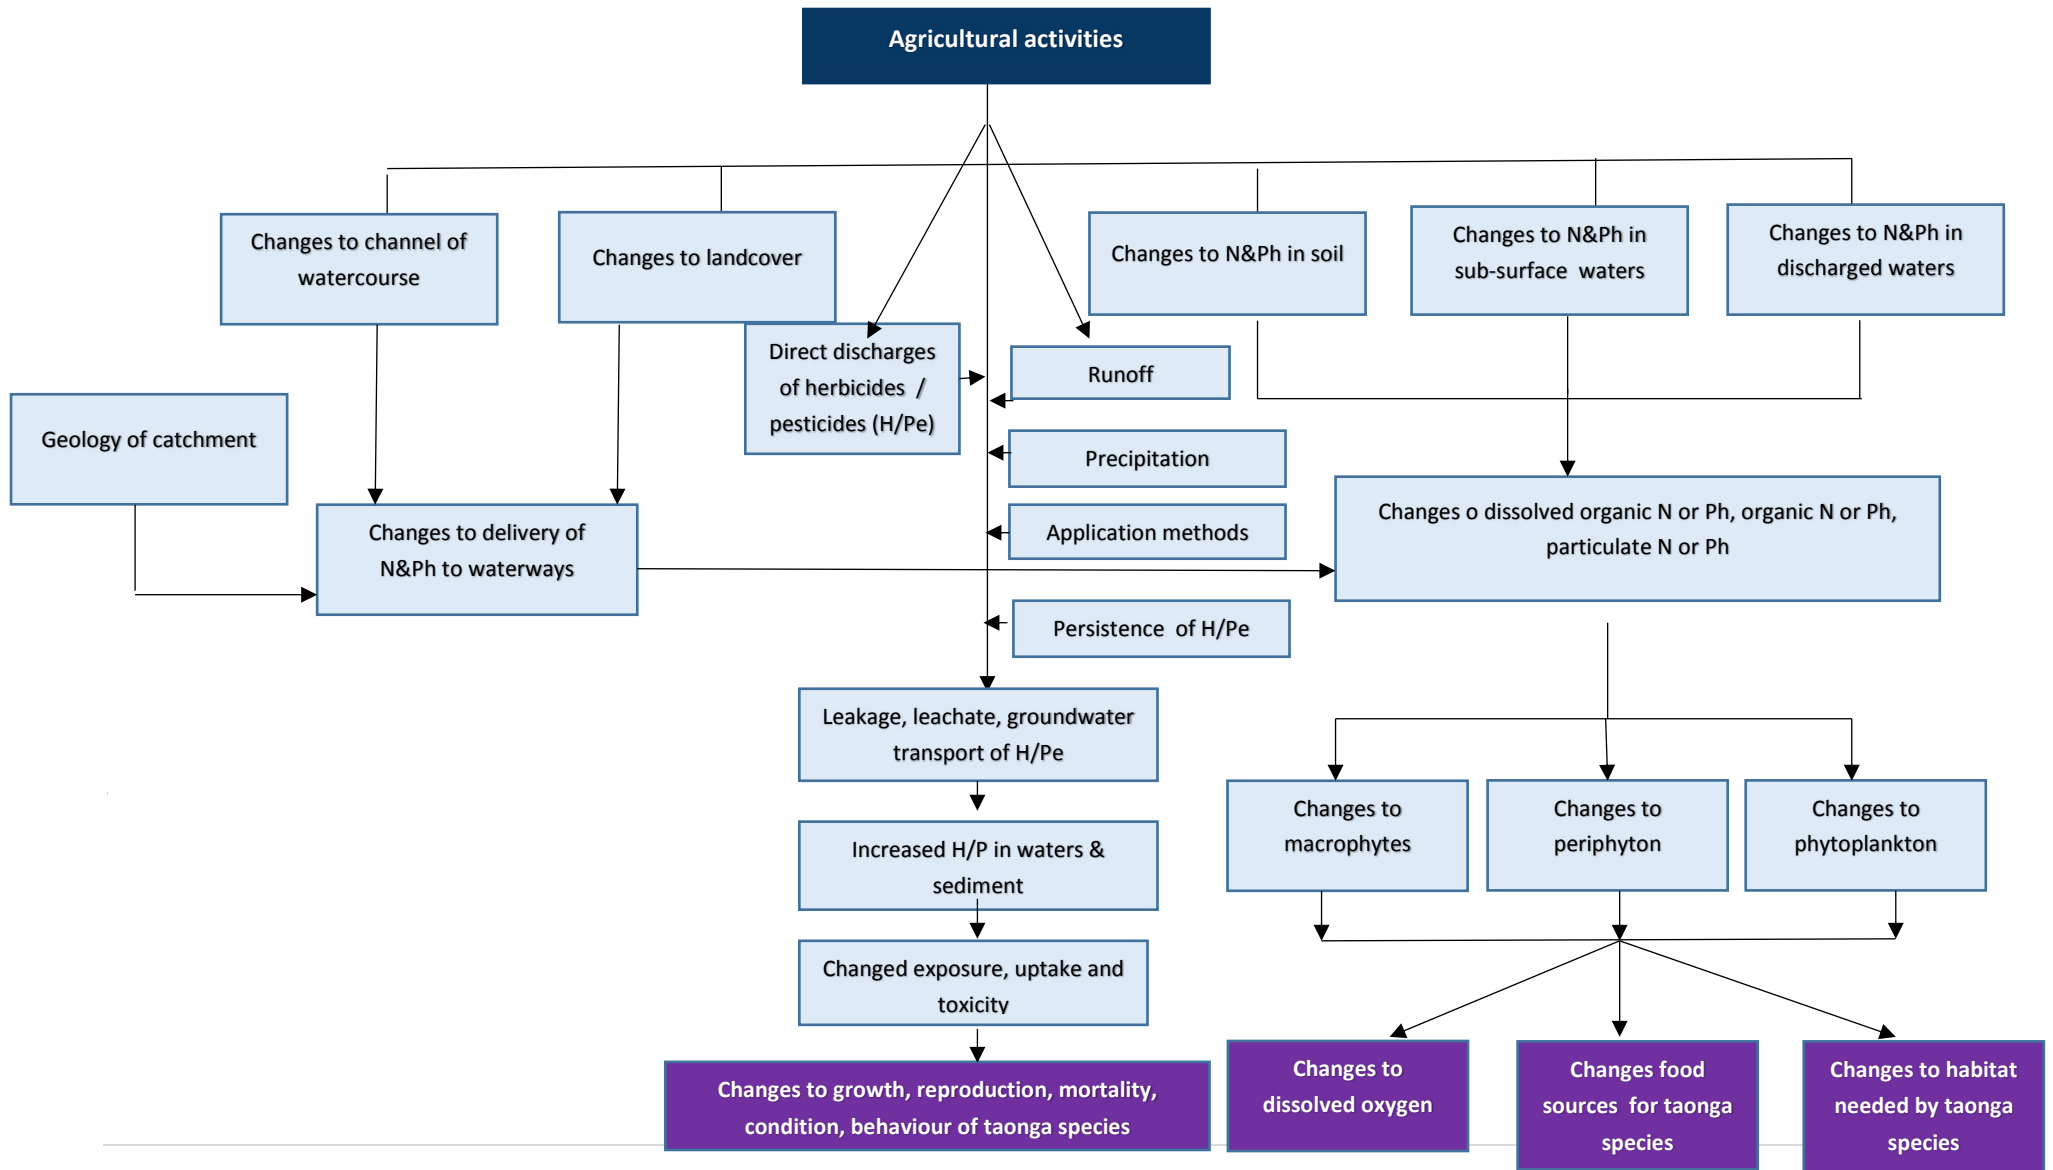 Agricultural activities
Changes to channel of
watercourse
Changes to landcover
Changes to N&Ph in soil
Changes to N&Ph in
sub-surface waters
Changes to N&Ph in
discharged waters
Direct discharges
of herbicides /
pesticides (H/Pe)
Runoff
Geology of catchment
Precipitation
Application methods
Changes to delivery of
N&Ph to waterways
Changes o dissolved organic N or Ph, organic N or Ph,
particulate N or Ph
Persistence of H/Pe
Leakage, leachate, groundwater
transport of H/Pe
Changes to
macrophytes
Changes to
periphyton
Changes to
phytoplankton
Increased H/P in waters &
sediment
Changed exposure, uptake and
toxicity
Changes to growth, reproduction, mortality,
condition, behaviour of taonga species
Changes to
dissolved oxygen
Changes food
sources for taonga
species
Changes to habitat
needed by taonga
species